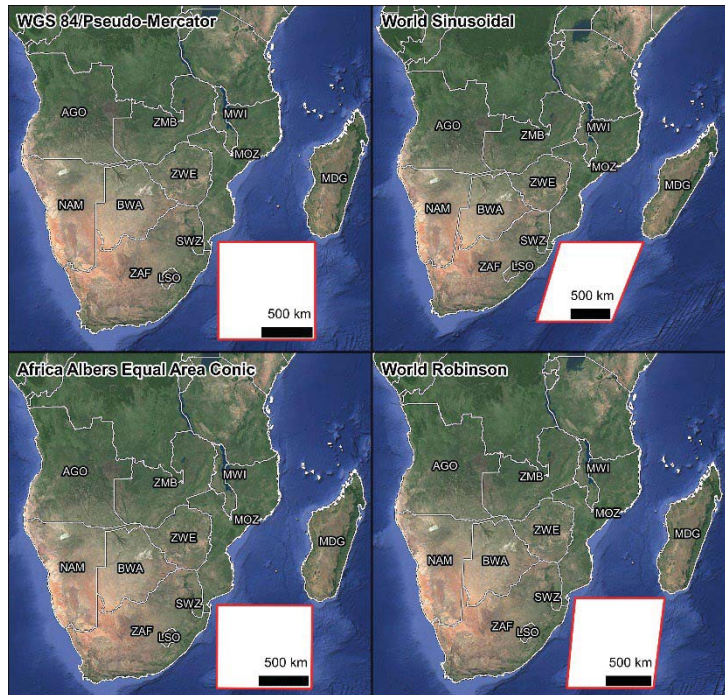 WGS 84/Pseudo-Mercator
AGO
ZMB
MWI
MOZ
ZWE
MDG
NAM
BWA
SWZ
ZAF
LSO
500 km
World Sinusoidal
AGO
ZMB
MWI
MOZ
ZWE
MDG
NAM
BWA
SWZ
ZAF
LSO
500 km
Africa Albers Equal Area Conic
AGO
ZMB
MWI
MOZ
ZWE
MDG
NAM
BWA
SWZ
ZAF
LSO
500 km
World Robinson
AGO
ZMB
MWI
MOZ
ZWE
MDG
NAM
BWA
SWZ
ZAF
LSO
500 km